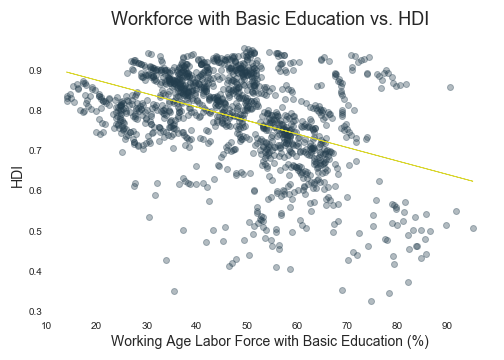 Workforce with Basic Education vs. HDI
HDI
0.9
0.8
0.7
0.6
0.5
0.4
0.3
10 20 30 40 50 60 70 80 90
Working Age Labor Force with Basic Education (%)